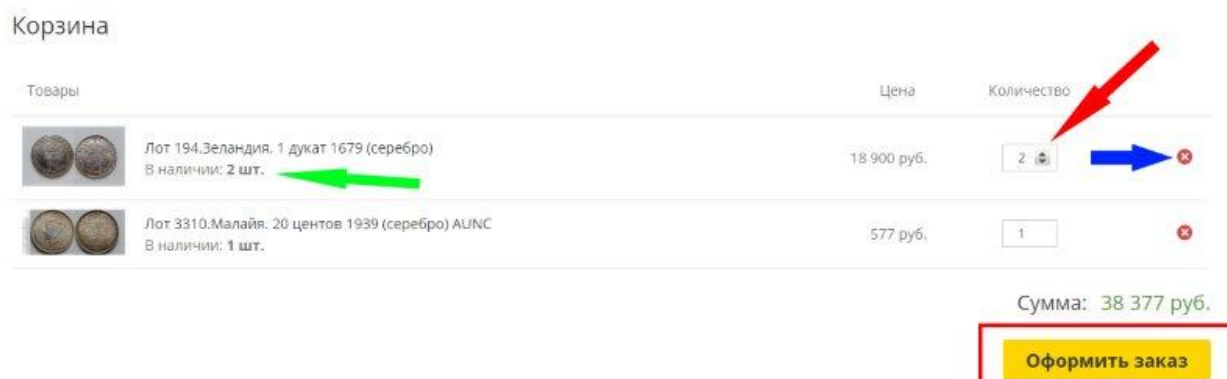 Корзина
Товары Цена Количество
Лот 194.Зеландия. 1 дукат 1679 (серебро)
В наличии: 2 шт.
18 900 руб. 2
Лот 3310.Малайя. 20 центов 1939 (серебро) AUNC
В наличии: 1 шт.
577 руб. 1
Сумма: 38 377 руб.
Оформить заказ